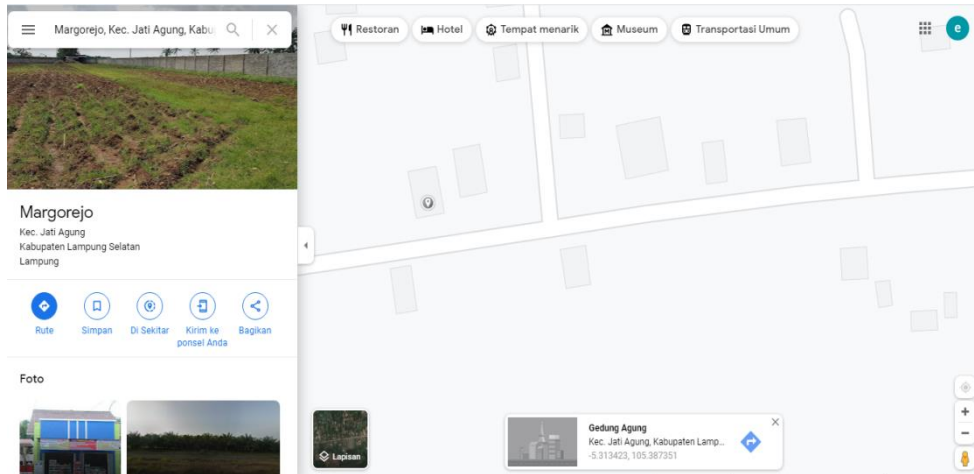 Margorejo, Kec. Jati Agung, Kabu
Restoran
Hotel
Tempat menarik
Museum
Transportasi Umum
e
Margorejo
Kec. Jati Agung
Kabupaten Lampung Selatan
Lampung
Rute
Simpan
Di Sekitar
Kirim ke
ponsel Anda
Bagikan
Foto
Lapisan
Gedung Agung
Kec. Jati Agung, Kabupaten Lamp...
-5.313423, 105.387351